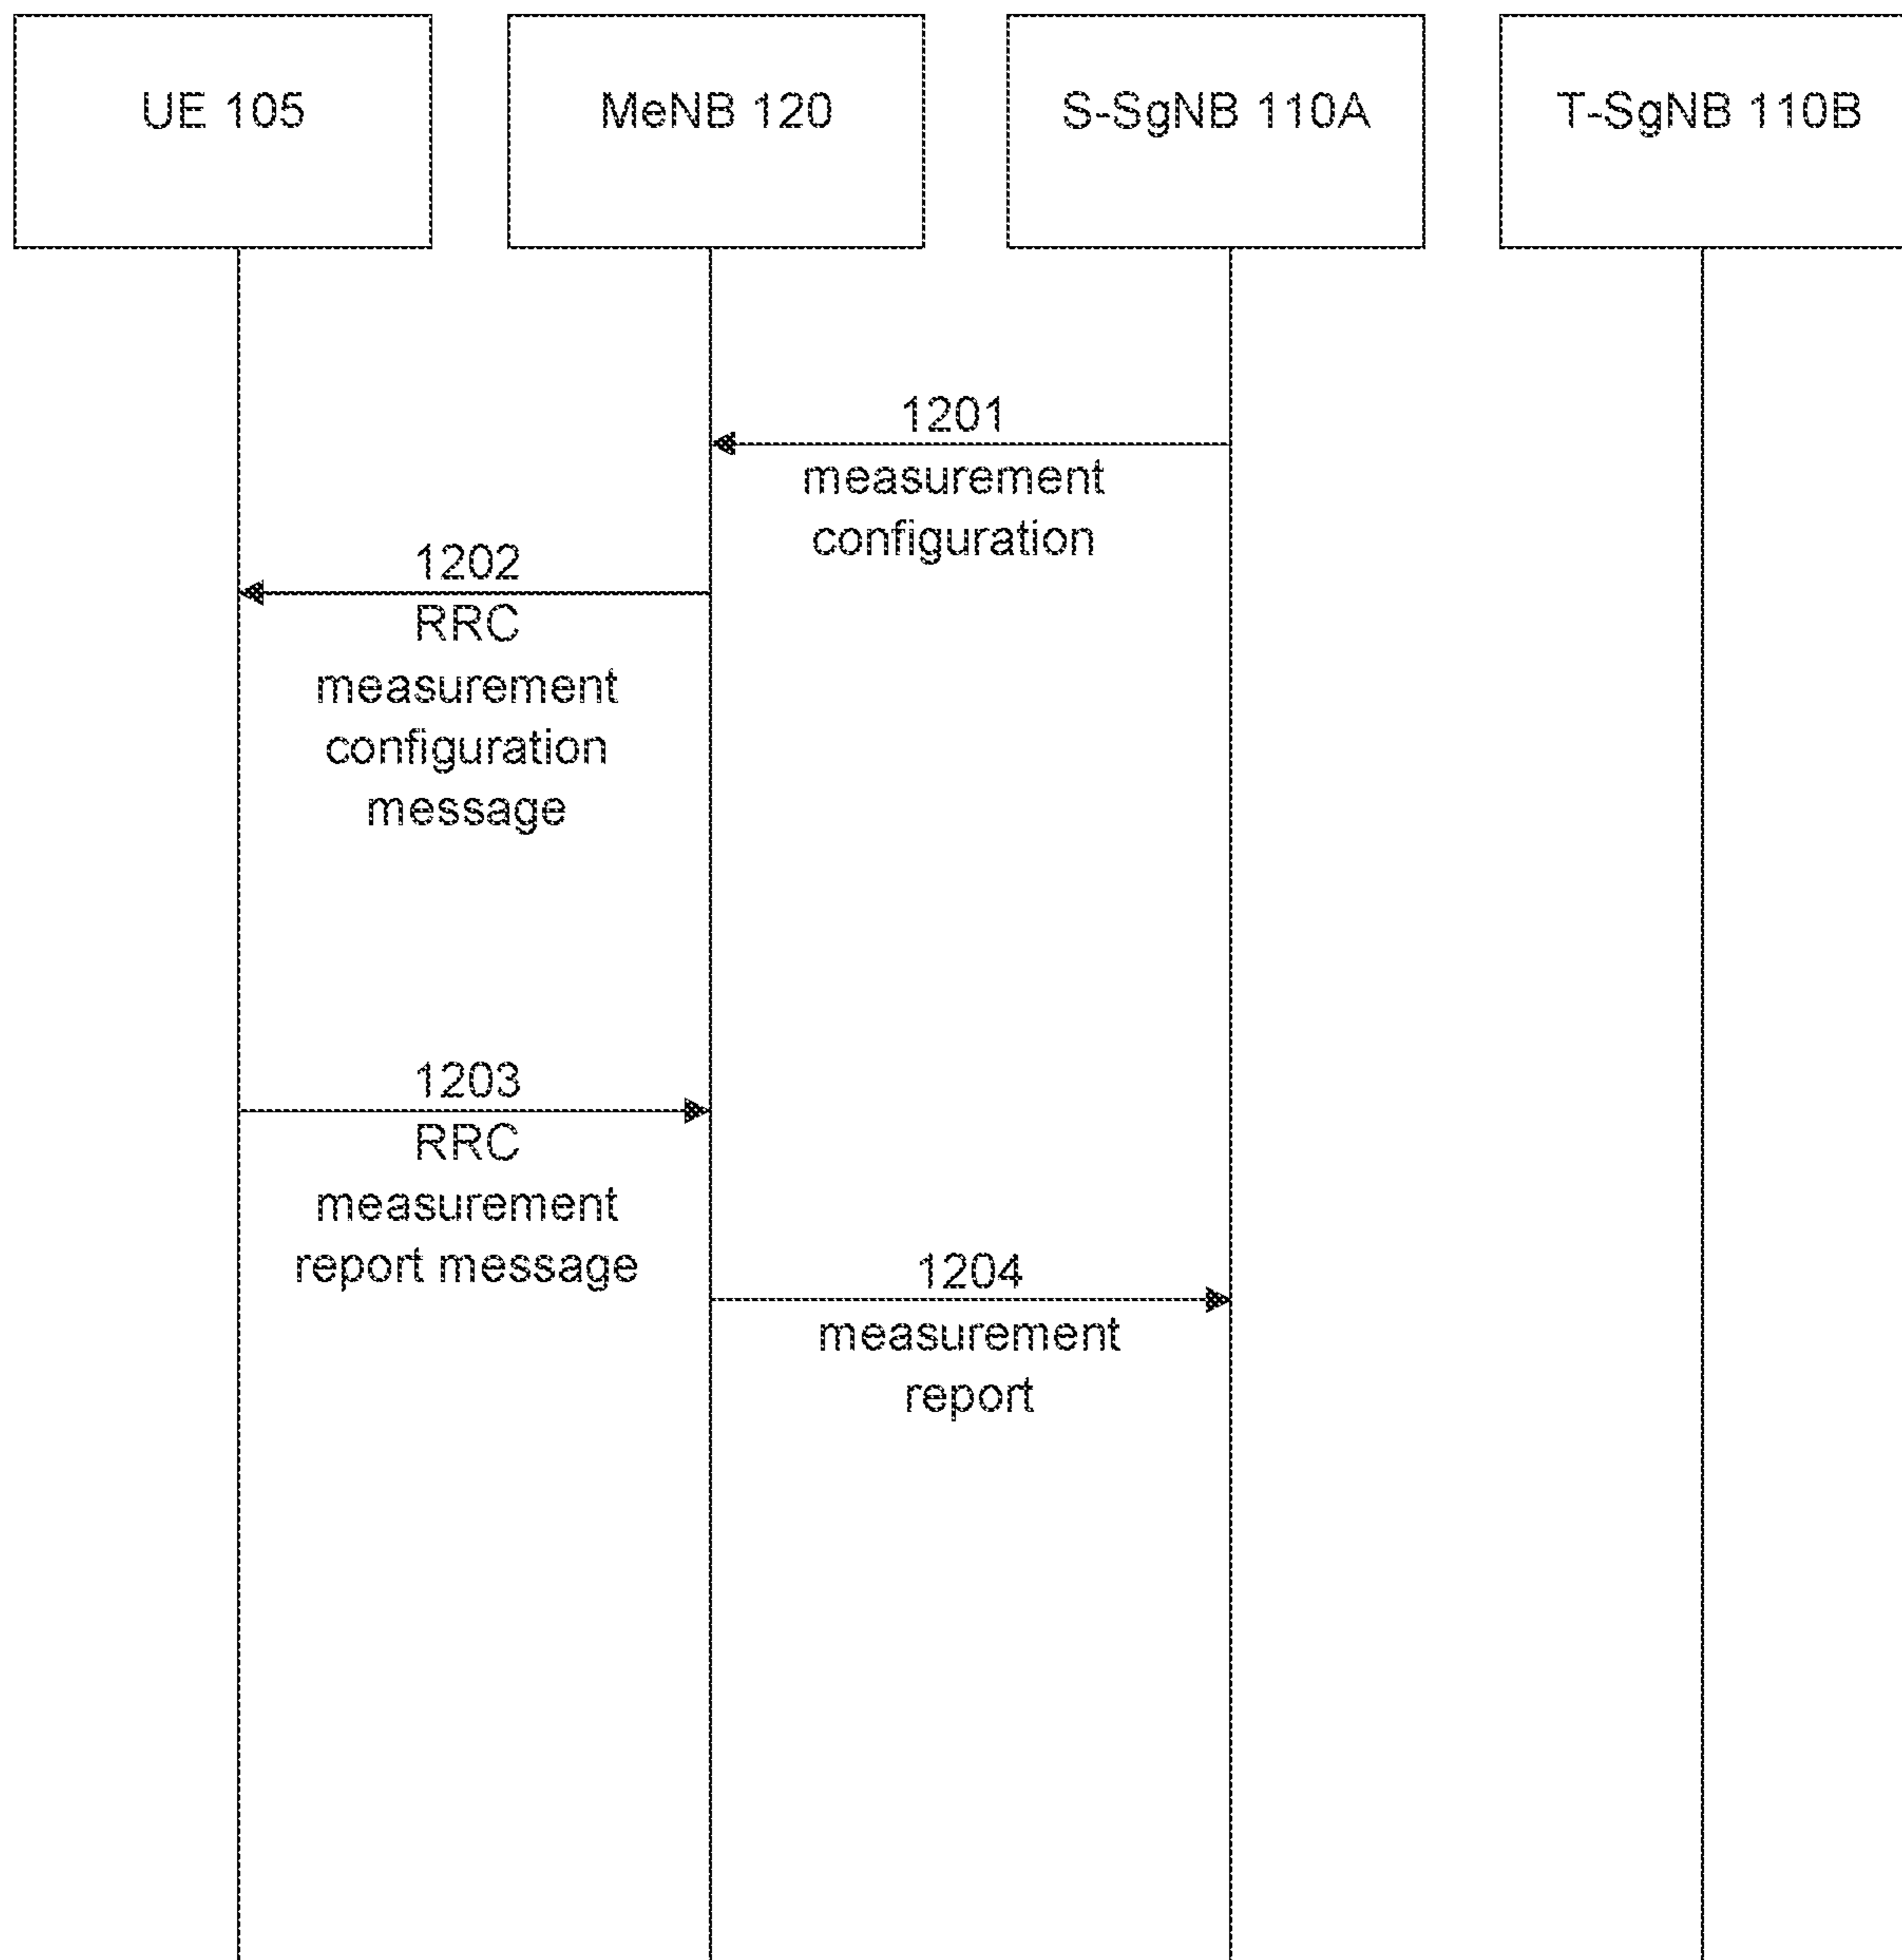 UE 105
MeNB 120
S-SgNB 110A
T-SgNB 110B
1201
measurement
configuration
1202
RRC
measurement
configuration
message
1203
RRC
measurement
report message
1204
measurement
report